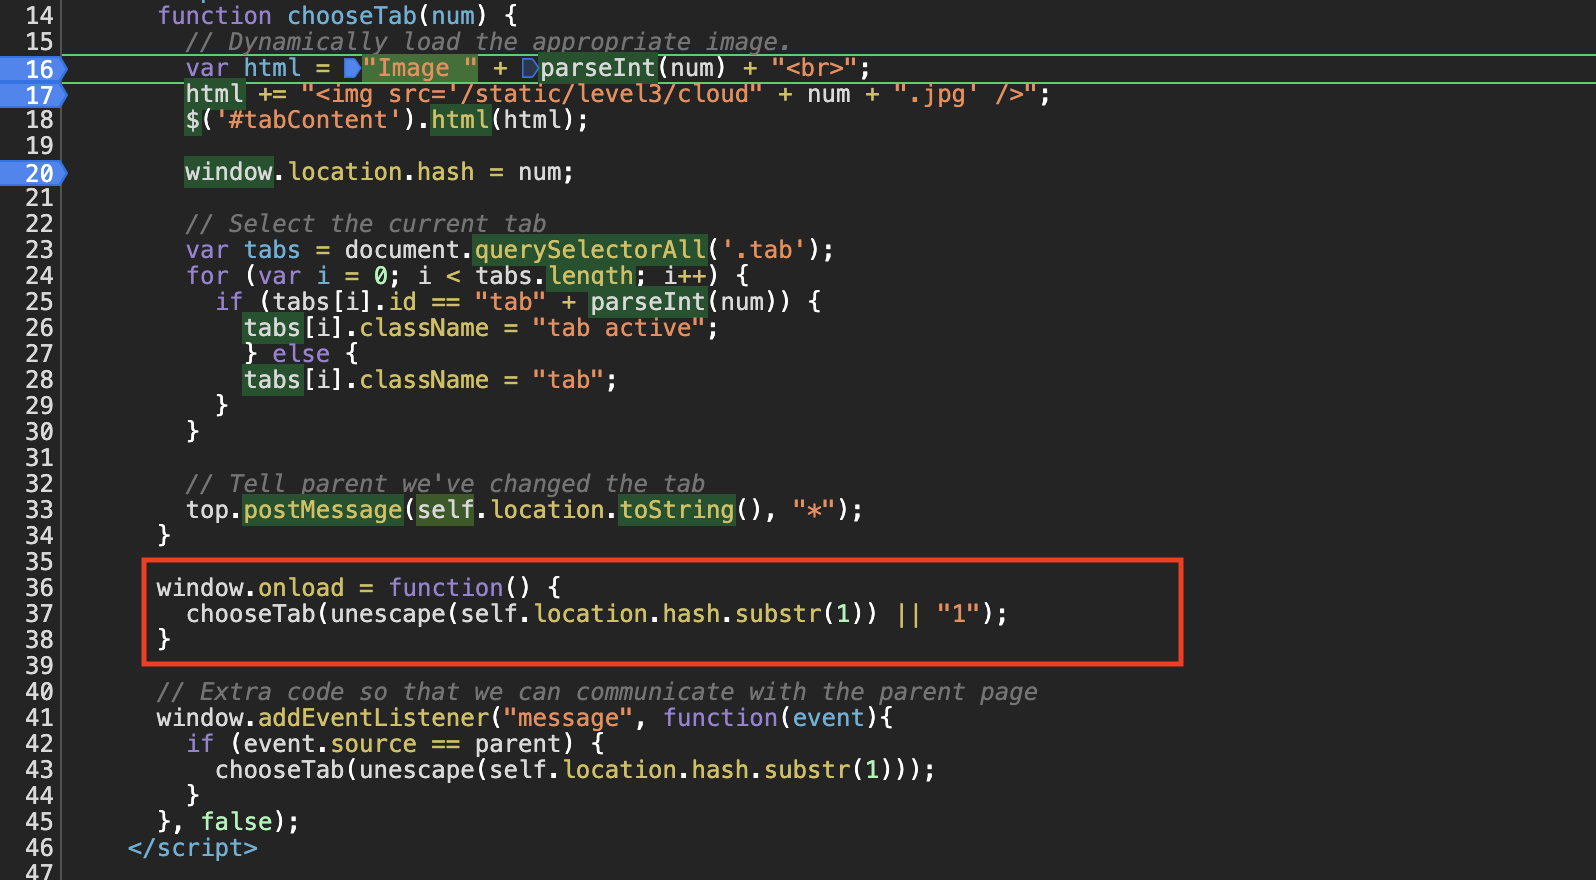 14 function chooseTab(num) {
15 // Dynamically load the appropriate image.
16 var html = "Image " + parseInt(num) + "<br>";
17 html += "<img src='/static/level3/cloud" + num + ".jpg' />";
18 $('#tabContent').html(html);
19
20 window.location.hash = num;
21
22 // Select the current tab
23 var tabs = document.querySelectorAll('.tab');
24 for (var i = 0; i < tabs.length; i++) {
25 if (tabs[i].id == "tab" + parseInt(num)) {
26 tabs[i].className = "tab active";
27 } else {
28 tabs[i].className = "tab";
29 }
30 }
31
32 // Tell parent we've changed the tab
33 top.postMessage(self.location.toString(), "*");
34 }
35
36 window.onload = function() {
37 chooseTab(unescape(self.location.hash.substr(1)) || "1");
38 }
39
40 // Extra code so that we can communicate with the parent page
41 window.addEventListener("message", function(event){
42 if (event.source == parent) {
43 chooseTab(unescape(self.location.hash.substr(1)));
44 }
45 }, false);
46 </script>
47